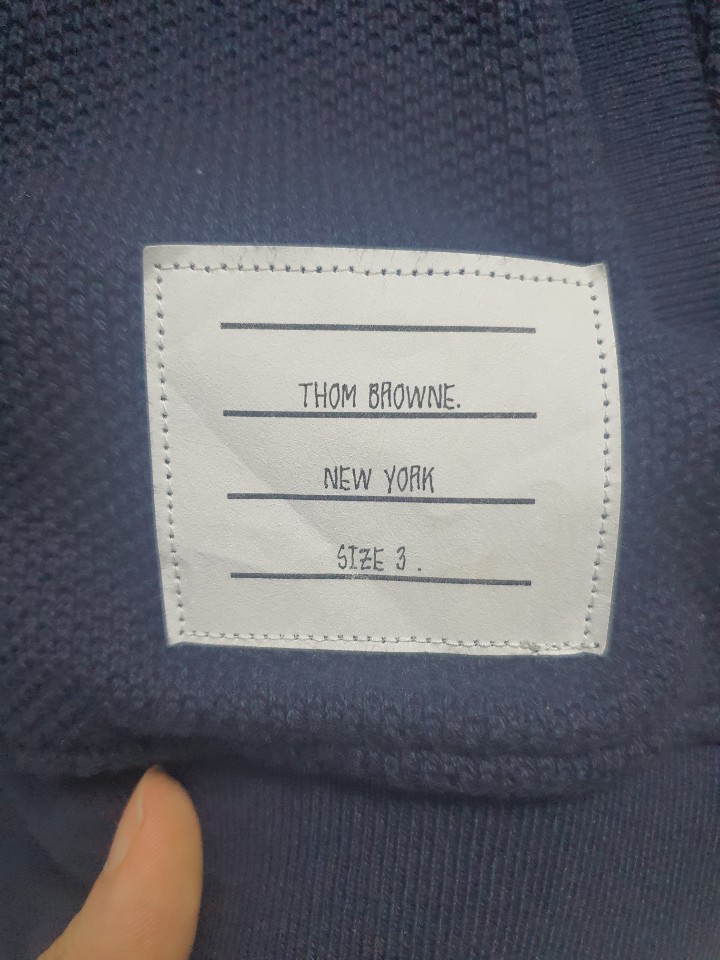 THOM BROWNE.
NEW YORK
SIZE 3 .